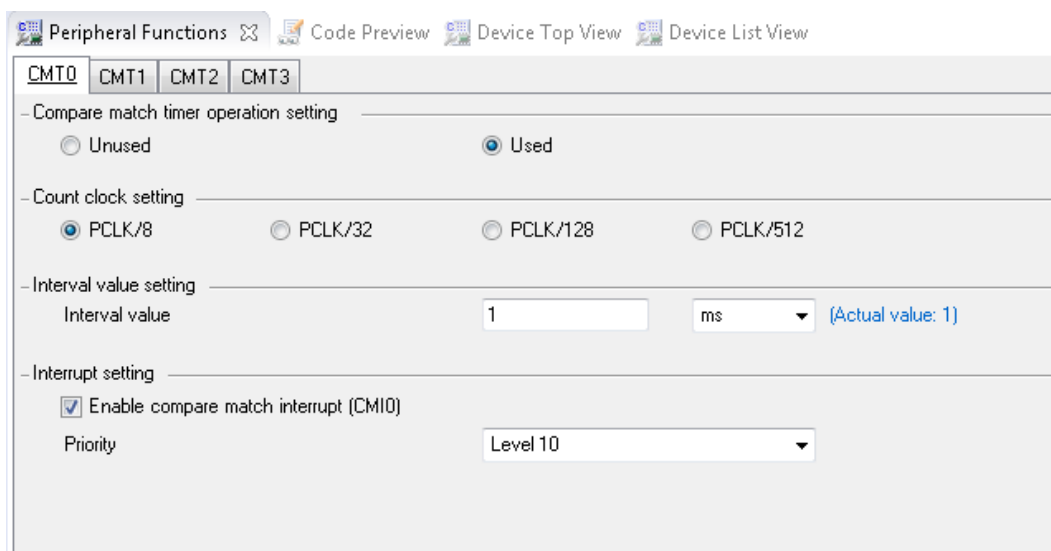 Peripheral Functions Code Preview Device Top View Device List View
CMT0 CMT1 CMT2 CMT3
Compare match timer operation setting
Unused Used
Count clock setting
PCLK/8 PCLK/32 PCLK/128 PCLK/512
Interval value setting
Interval value 1 ms (Actual value: 1)
Interrupt setting
Enable compare match interrupt (CMI0)
Priority Level 10